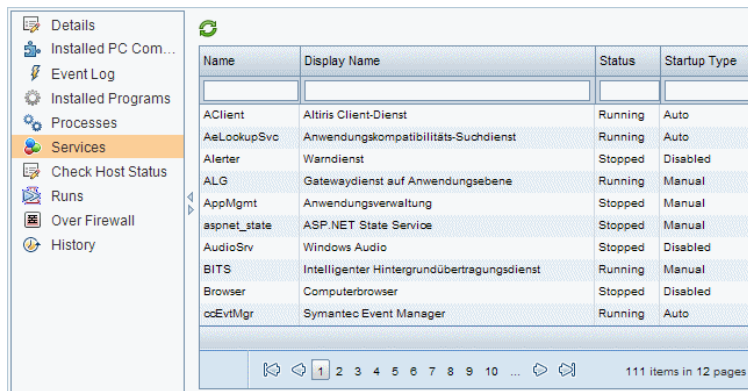 Details
Installed PC Com...
Event Log
Installed Programs
Processes
Services
Check Host Status
Runs
Over Firewall
History
Name Display Name Status Startup Type
AClient Altiris Client-Dienst Running Auto
AeLookupSvc Anwendungskompatibilitäts-Suchdienst Running Auto
Alerter Warndienst Stopped Disabled
ALG Gatewaydienst auf Anwendungsebene Running Manual
AppMgmt Anwendungsverwaltung Stopped Manual
aspnet_state ASP.NET State Service Stopped Manual
AudioSrv Windows Audio Stopped Disabled
BITS Intelligenter Hintergrundübertragungsdienst Running Manual
Browser Computerbrowser Stopped Disabled
ccEvtMgr Symantec Event Manager Running Auto
1 2 3 4 5 6 7 8 9 10 ... 111 items in 12 pages